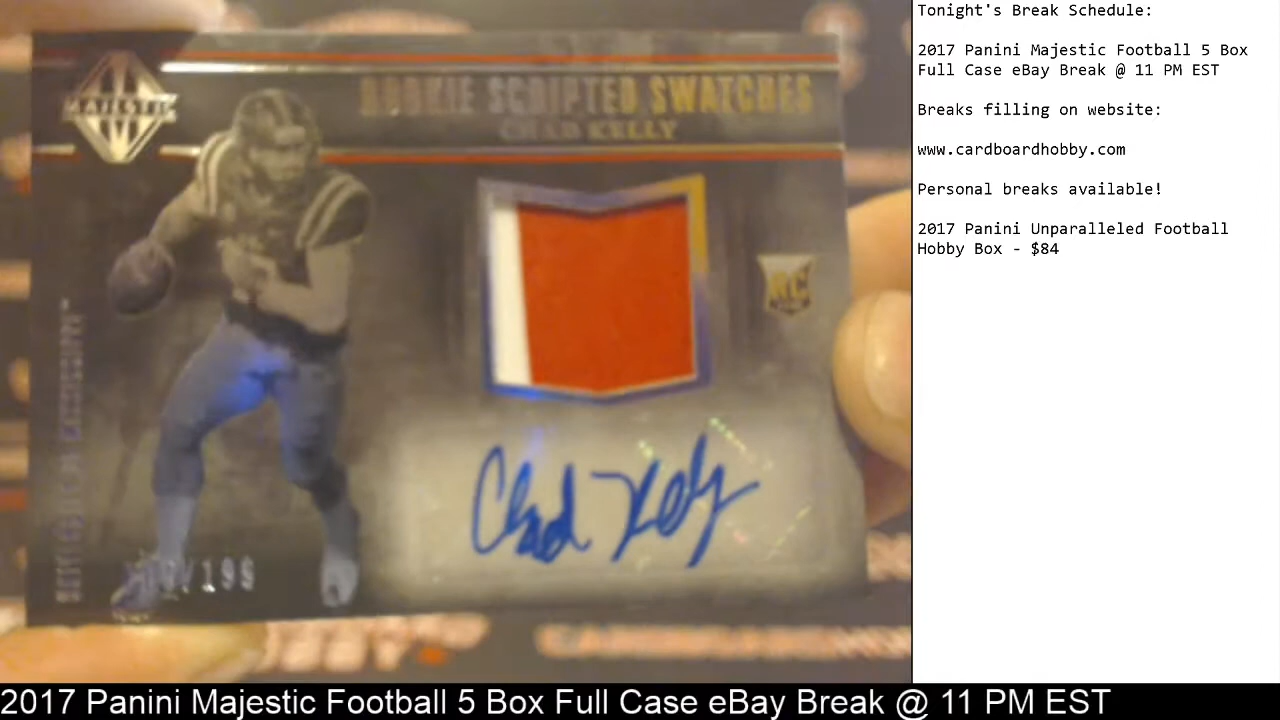 MAJESTIC
ROOKIE SCRIPTED SWATCHES
CHAD KELLY
RC
Chad Kelly
/199
Tonight's Break Schedule:
2017 Panini Majestic Football 5 Box
Full Case eBay Break @ 11 PM EST
Breaks filling on website:
www.cardboardhobby.com
Personal breaks available!
2017 Panini Unparalleled Football
Hobby Box - $84
2017 Panini Majestic Football 5 Box Full Case eBay Break @ 11 PM EST